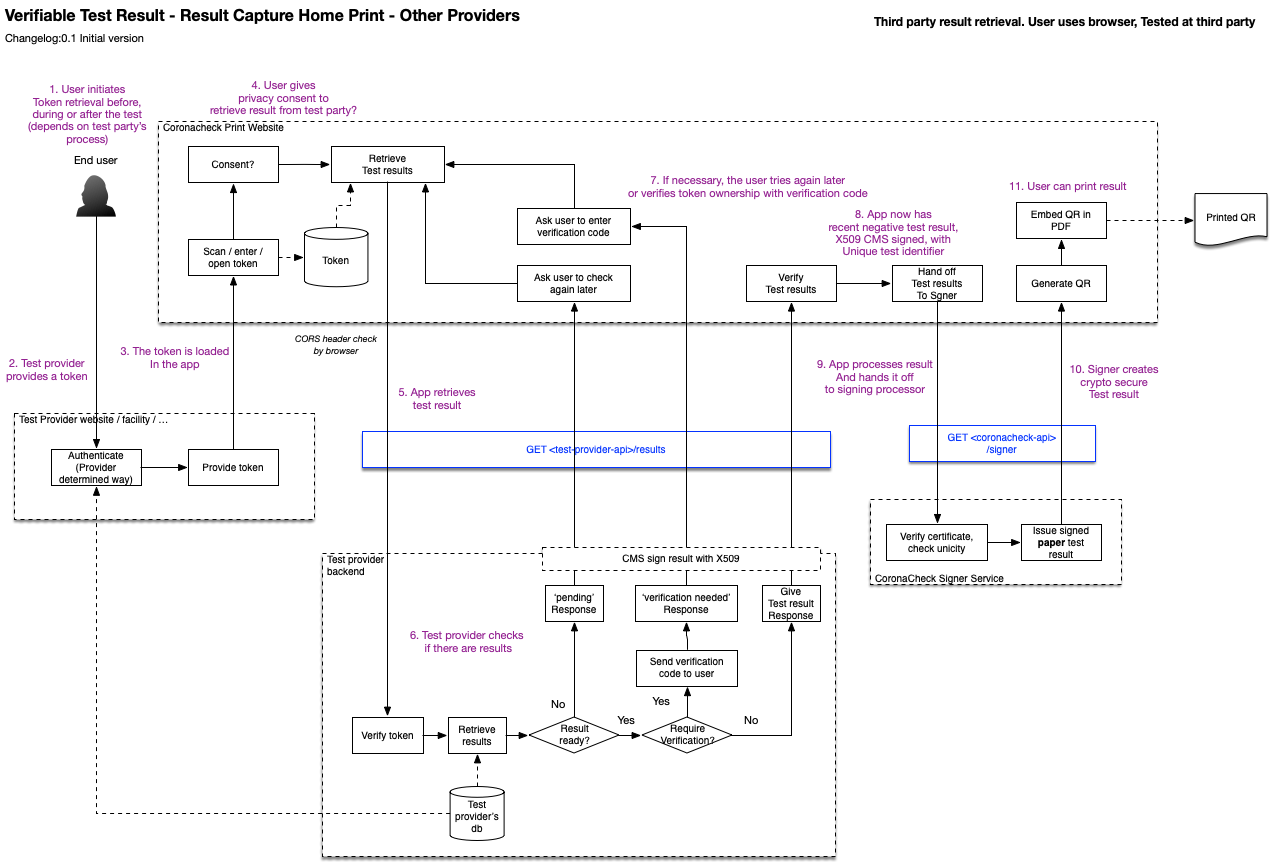 Verifiable Test Result - Result Capture Home Print - Other Providers
Third party result retrieval. User uses browser, Tested at third party
Changelog:0.1 Initial version
1. User initiates
Token retrieval before,
during or after the test
(depends on test party's
process)
End user
4. User gives
privacy consent to
retrieve result from test party?
Coronacheck Print Website
Consent?
Retrieve
Test results
Scan / enter /
open token
Token
Ask user to enter
verification code
Ask user to check
again later
7. If necessary, the user tries again later
or verifies token ownership with verification code
8. App now has
recent negative test result,
X509 CMS signed, with
Unique test identifier
Verify
Test results
Hand off
Test results
To Sgner
11. User can print result
Embed QR in
PDF
Generate QR
Printed QR
CORS header check
by browser
2. Test provider
provides a token
3. The token is loaded
In the app
5. App retrieves
test result
9. App processes result
And hands it off
to signing processor
10. Signer creates
crypto secure
Test result
Test Provider website / facility / ...
Authenticate
(Provider
determined way)
Provide token
GET <test-provider-api>/results
GET <coronacheck-api>
/signer
Verify certificate,
check unicity
Issue signed
paper test
result
CoronaCheck Signer Service
Test provider
backend
CMS sign result with X509
'pending'
Response
'verification needed'
Response
Give
Test result
Response
6. Test provider checks
if there are results
Send verification
code to user
No
Yes
Yes
No
Verify token
Retrieve
results
Result
ready?
Require
Verification?
Test
provider's
db